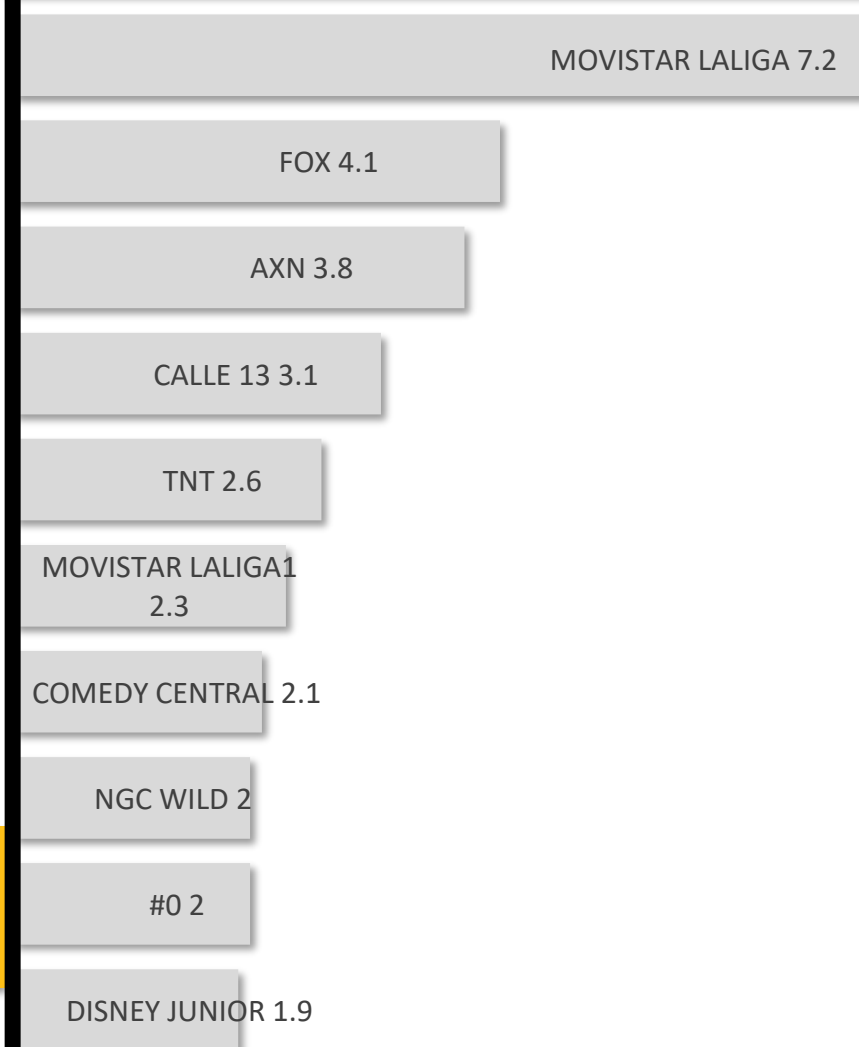 MOVISTAR LALIGA 7.2
FOX 4.1
AXN 3.8
CALLE 13 3.1
TNT 2.6
MOVISTAR LALIGA1
2.3
COMEDY CENTRAL 2.1
NGC WILD 2
#0 2
DISNEY JUNIOR 1.9